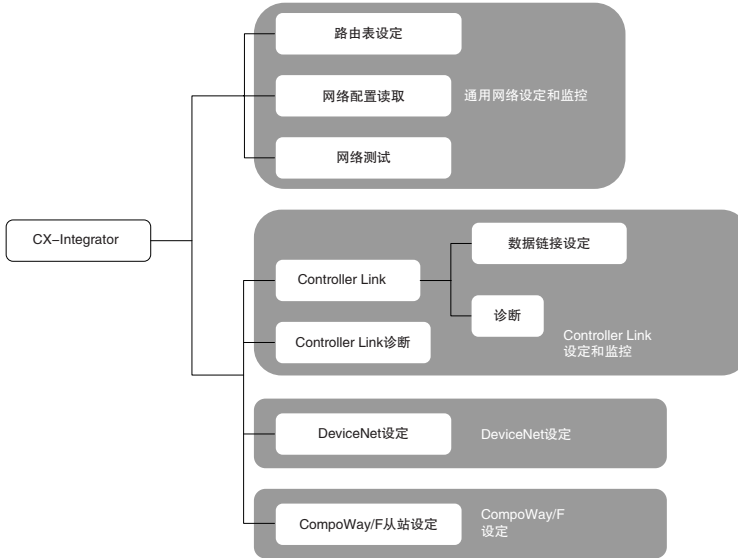 路由表设定
网络配置读取
通用网络设定和监控
网络测试
CX–Integrator
数据链接设定
Controller Link
诊断
Controller Link诊断
Controller Link
设定和监控
DeviceNet设定
DeviceNet设定
CompoWay/F从站设定
CompoWay/F
设定